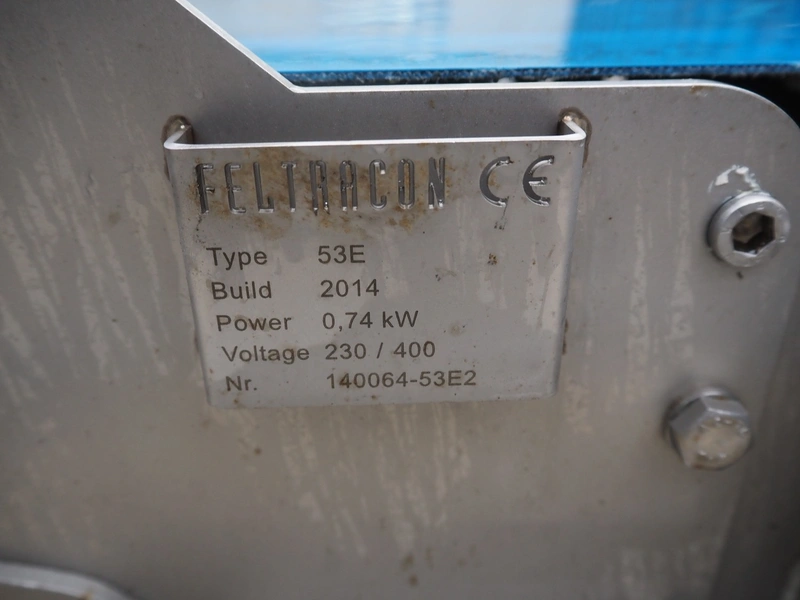 FELTRACON CE
Type 53E
Build 2014
Power 0,74 kW
Voltage 230 / 400
Nr. 140064-53E2